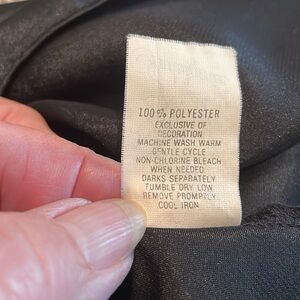 100% POLYESTER
EXCLUSIVE OF
DECORATION
MACHINE WASH WARM
GENTLE CYCLE
NON-CHLORINE BLEACH
WHEN NEEDED
DARKS SEPARATELY
TUMBLE DRY LOW
REMOVE PROMPTLY
COOL IRON